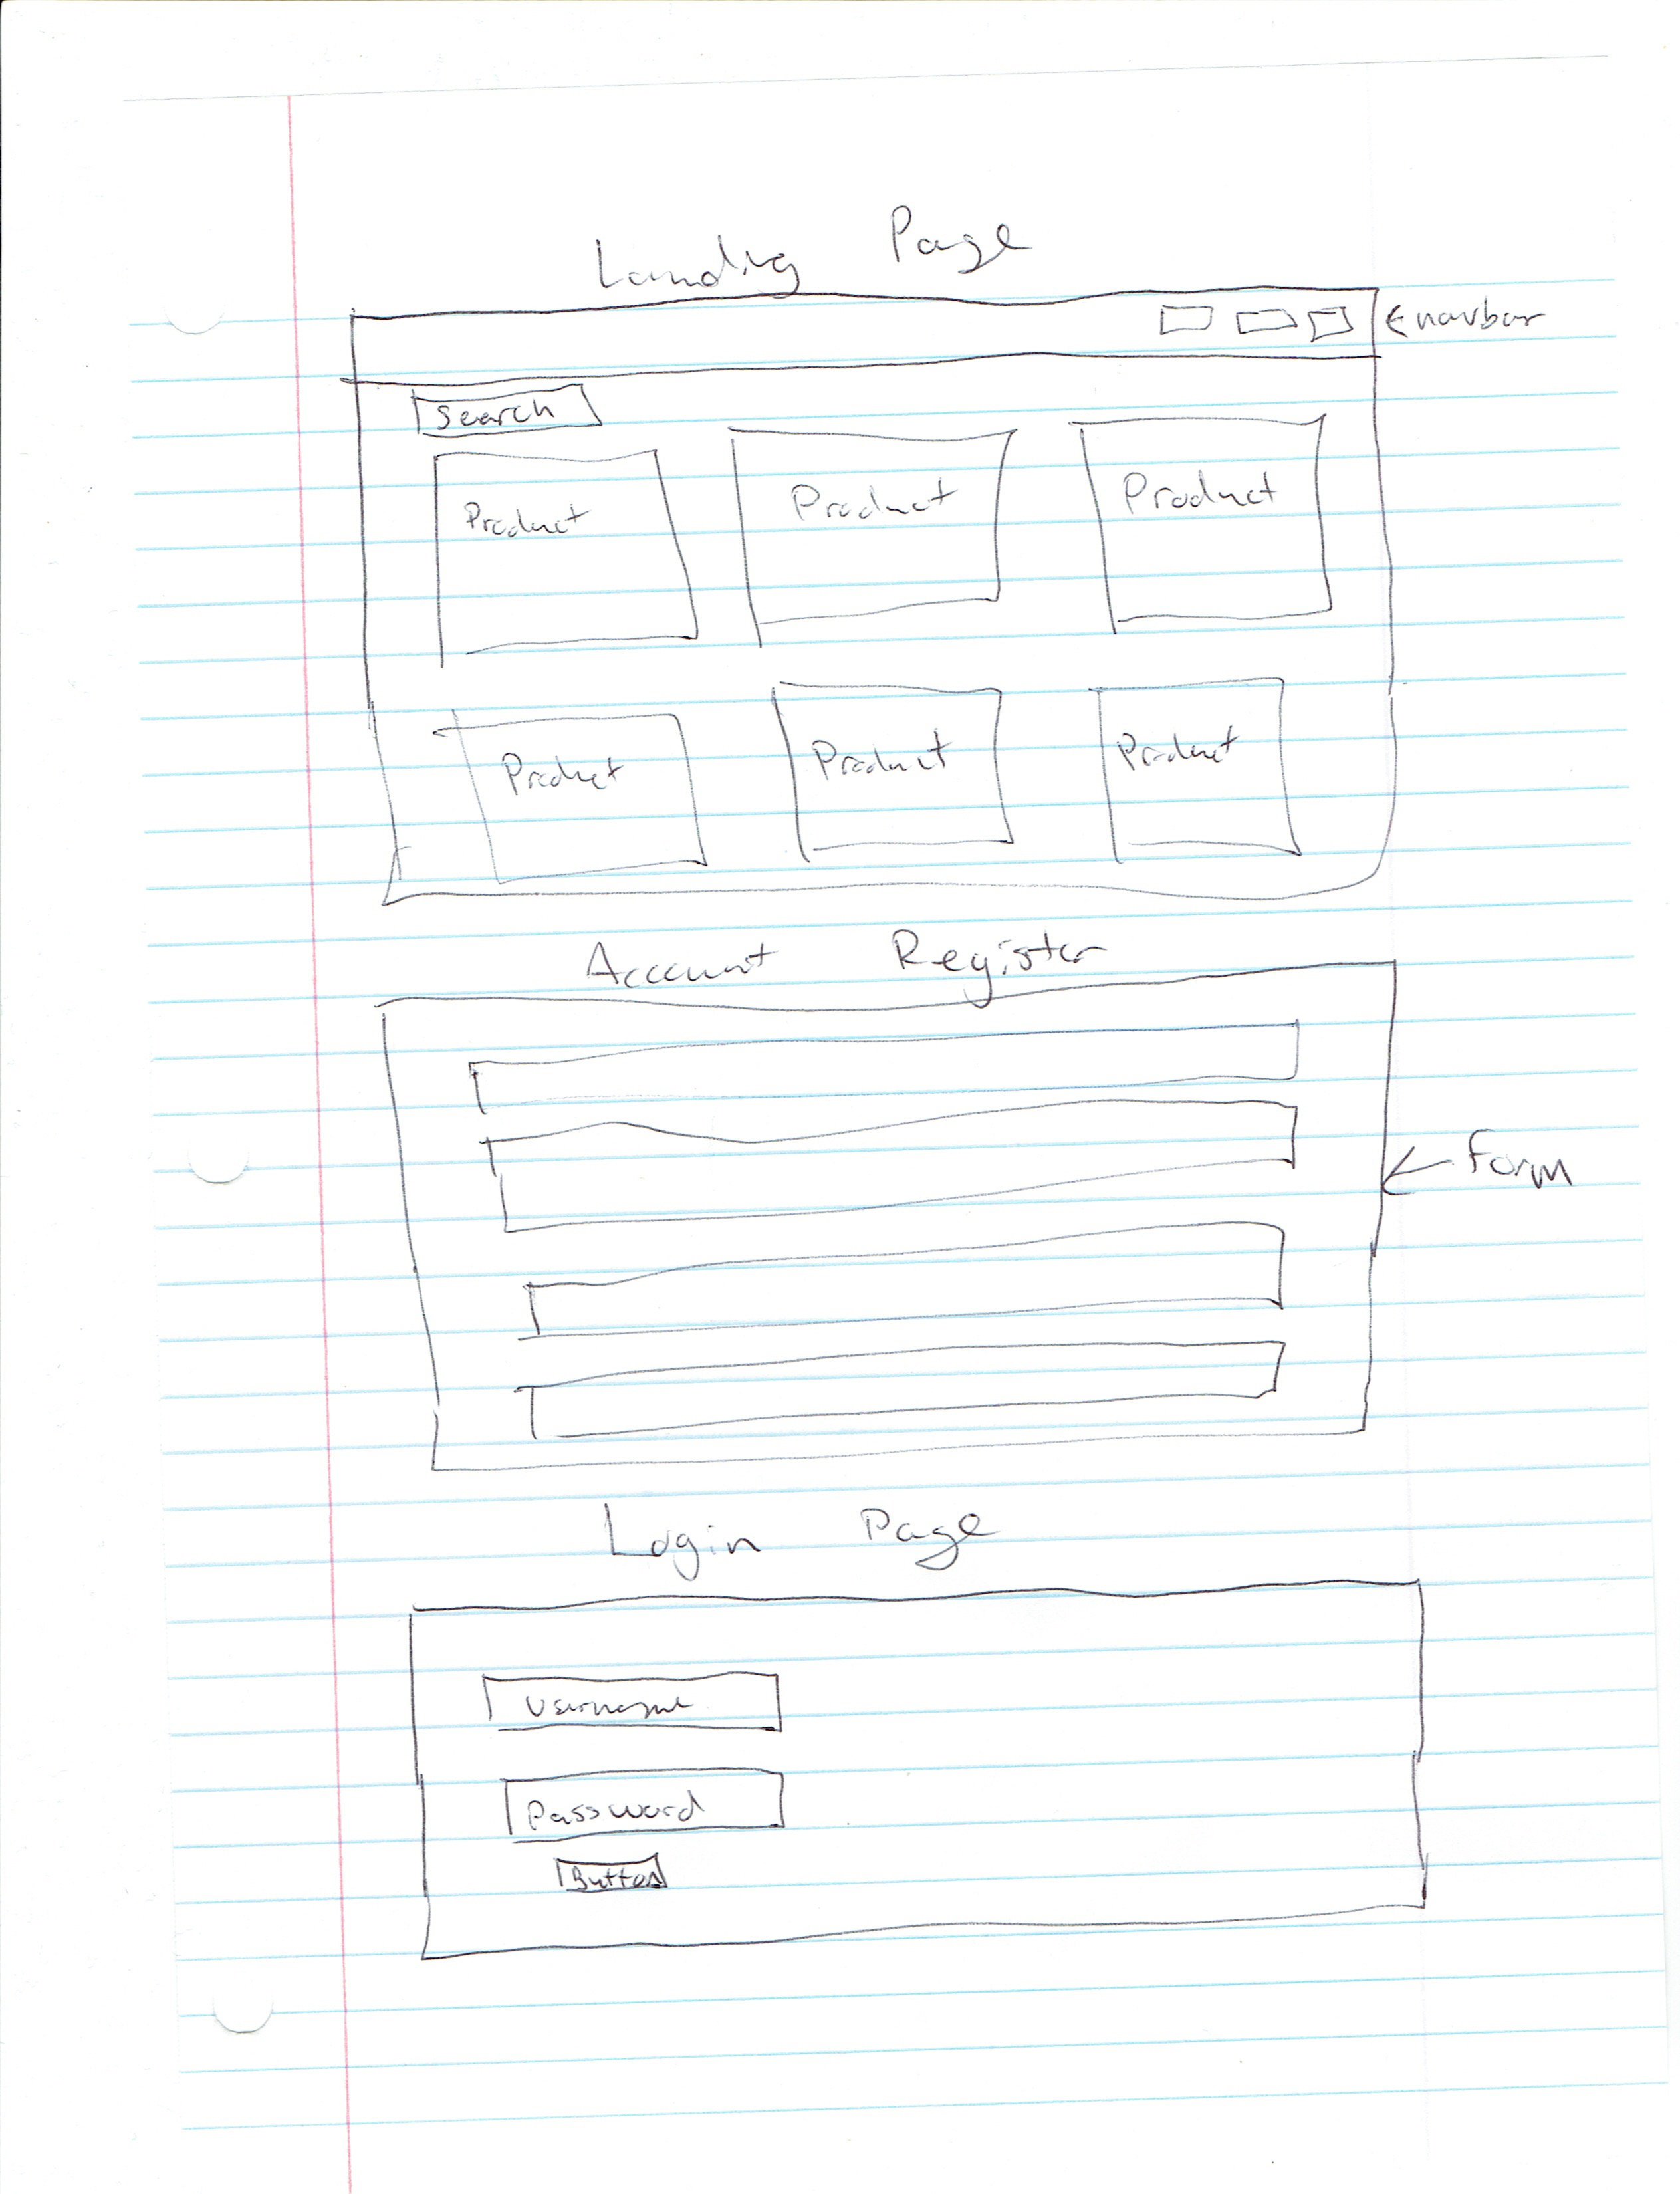 Landing Page
navbar
Search
Product Product Product
Product Product Product
Account Register
Form
Login Page
Username
Password
Button